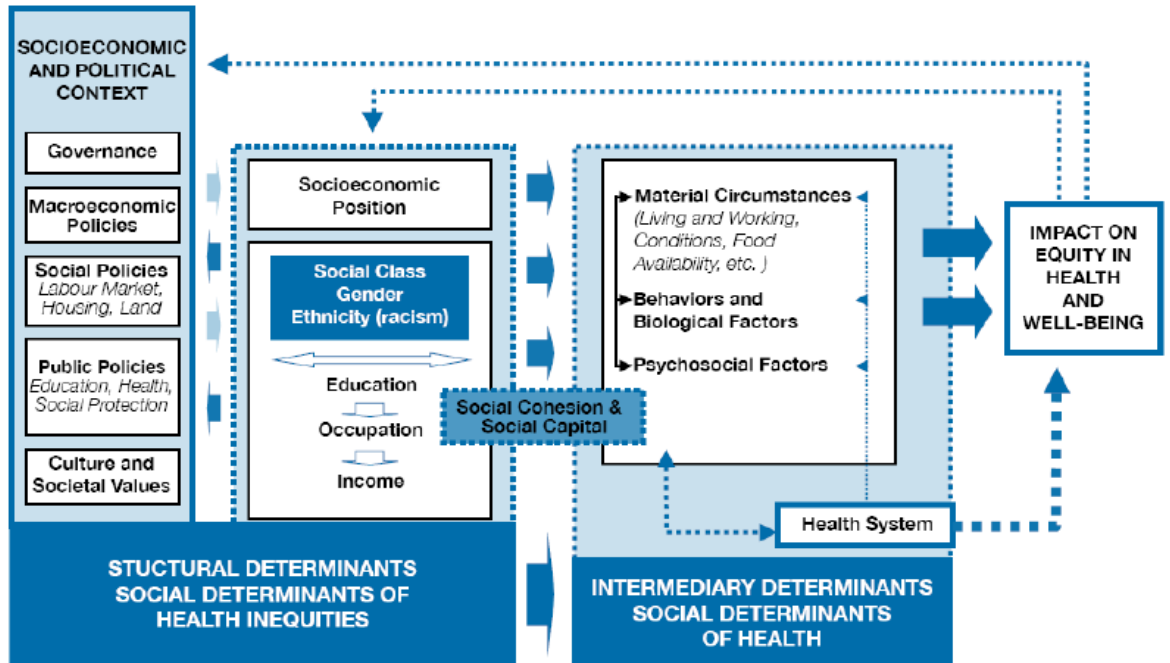 SOCIOECONOMIC
AND POLITICAL
CONTEXT
Governance
Macroeconomic
Policies
Social Policies
Labour Market,
Housing, Land
Public Policies
Education, Health,
Social Protection
Culture and
Societal Values
Socioeconomic
Position
Social Class
Gender
Ethnicity (racism)
Education
Occupation
Income
Social Cohesion &
Social Capital
Material Circumstances
(Living and Working,
Conditions, Food
Availability, etc. )
Behaviors and
Biological Factors
Psychosocial Factors
Health System
IMPACT ON
EQUITY IN
HEALTH
AND
WELL-BEING
STUCTURAL DETERMINANTS
SOCIAL DETERMINANTS OF
HEALTH INEQUITIES
INTERMEDIARY DETERMINANTS
SOCIAL DETERMINANTS
OF HEALTH